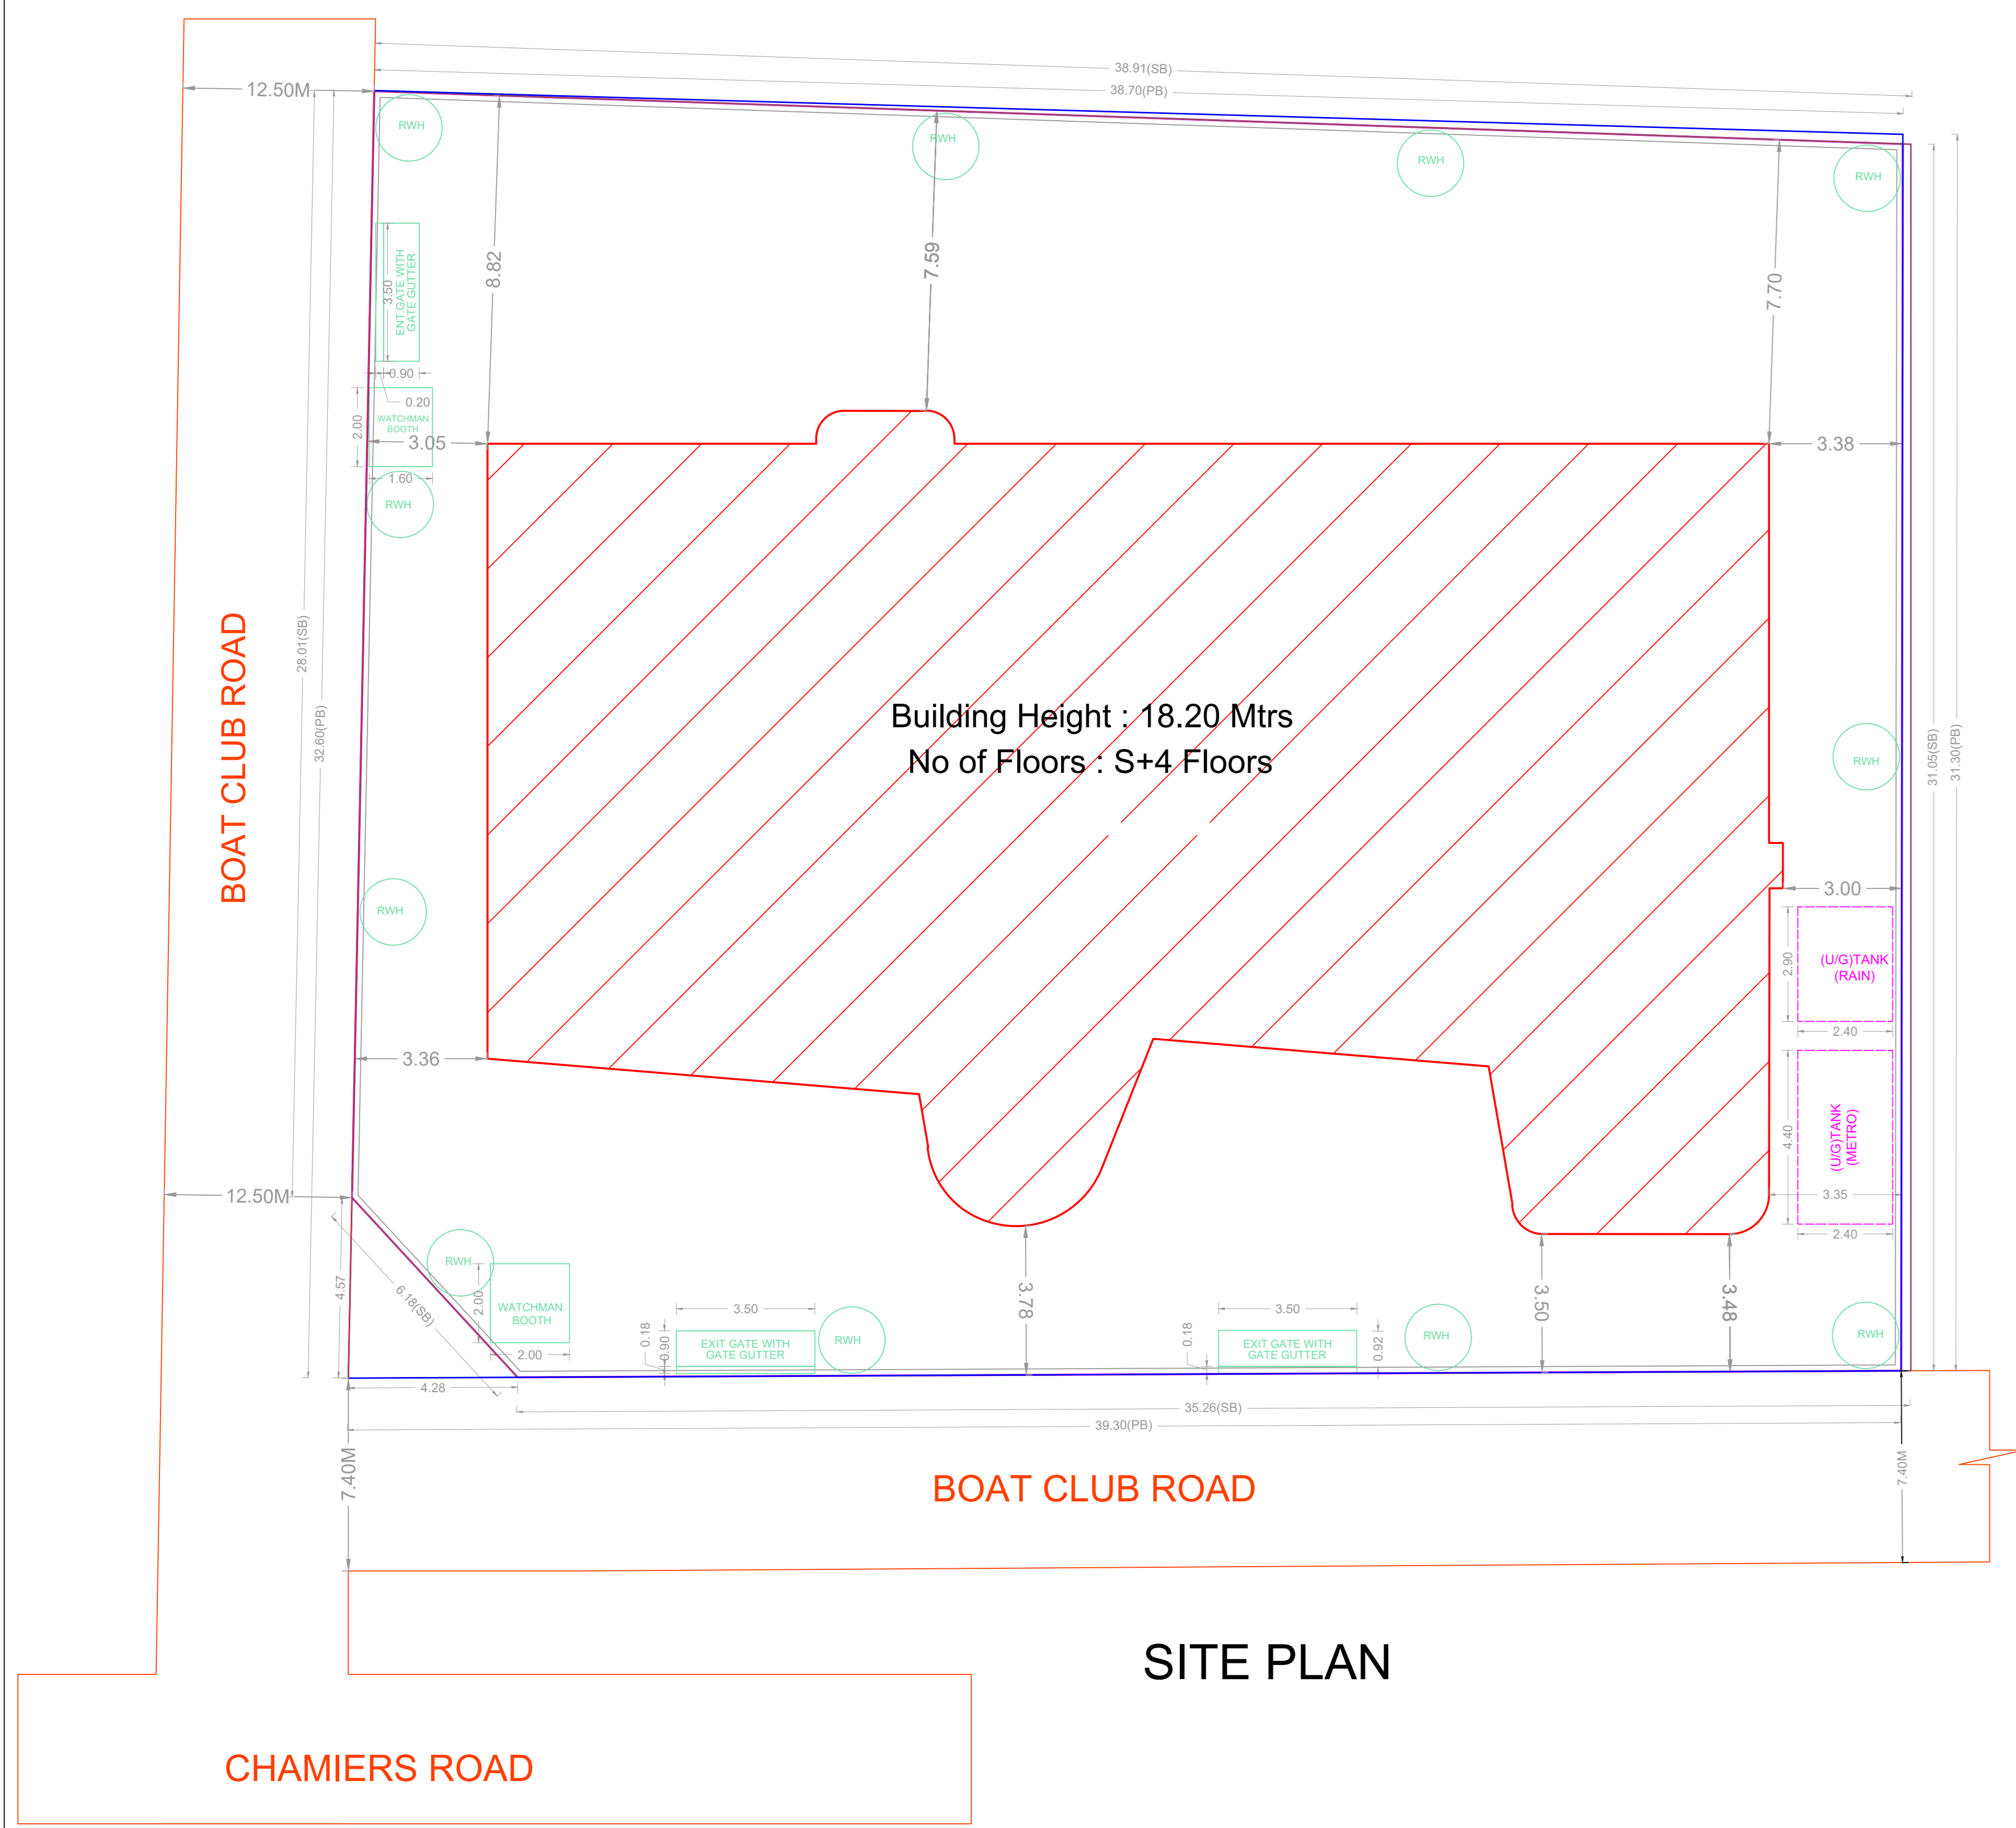 38.91(SB)
38.70(PB)
12.50M
RWH
RWH
RWH
RWH
8.82
7.59
7.70
3.50
ENT.GATE WITH
GATE GUTTER
0.90
0.20
2.00
WATCHMAN
BOOTH
3.05
3.38
1.60
RWH
28.01(SB)
32.60(PB)
BOAT CLUB ROAD
Building Height : 18.20 Mtrs
No of Floors : S+4 Floors
31.05(SB)
31.30(PB)
RWH
RWH
3.00
2.90
(U/G)TANK
(RAIN)
2.40
3.36
4.40
(U/G)TANK
(METRO)
3.35
2.40
12.50M
4.57
6.18(SB)
RWH
2.00
WATCHMAN
BOOTH
2.00
3.50
0.18
0.90
EXIT GATE WITH
GATE GUTTER
RWH
3.78
3.50
0.18
EXIT GATE WITH
GATE GUTTER
0.92
RWH
3.50
3.48
RWH
4.28
35.26(SB)
39.30(PB)
7.40M
7.40M
BOAT CLUB ROAD
SITE PLAN
CHAMIERS ROAD